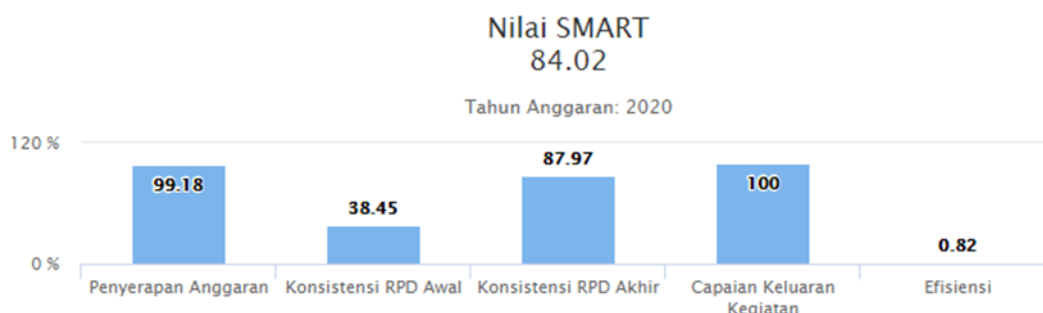 Nilai SMART
84.02
Tahun Anggaran: 2020
120 %
99.18
38.45
87.97
100
0.82
0 %
Penyerapan Anggaran
Konsistensi RPD Awal
Konsistensi RPD Akhir
Capaian Keluaran
Kegiatan
Efisiensi